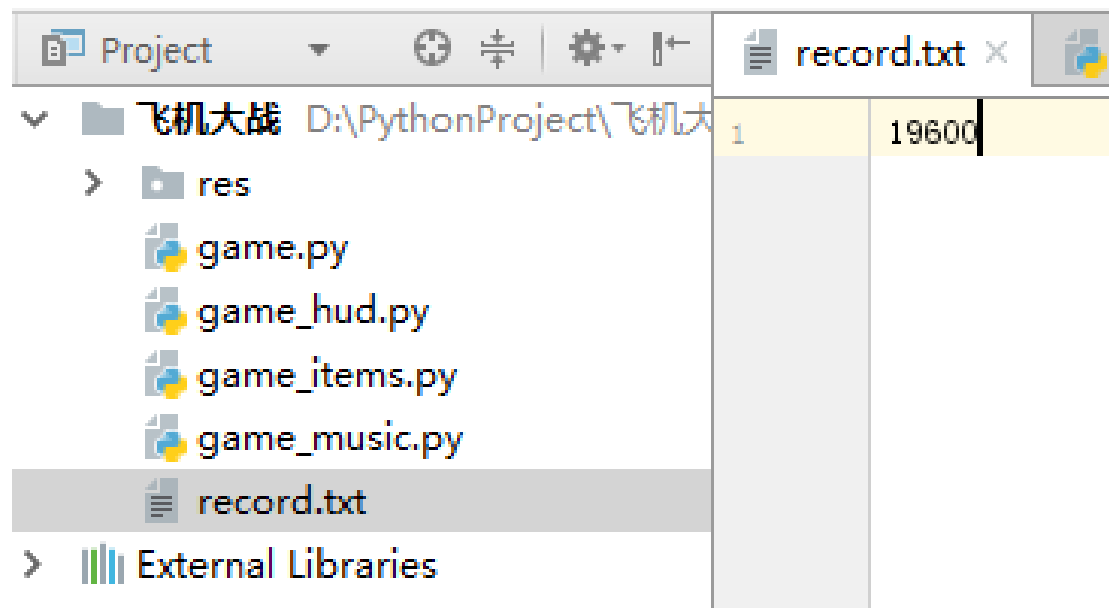 Project
record.txt
飞机大战 D:\PythonProject\飞机大
1 19600
res
game.py
game_hud.py
game_items.py
game_music.py
record.txt
External Libraries